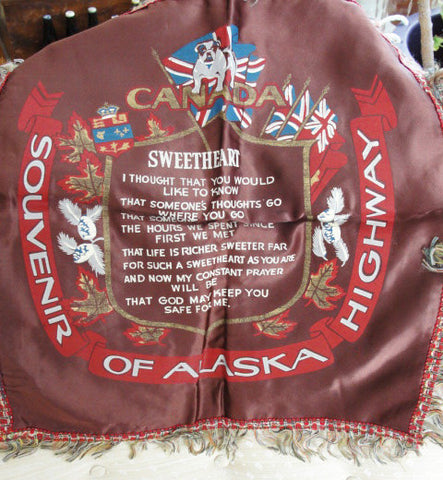 CANADA
SWEETHEART
I THOUGHT THAT YOU WOULD
LIKE TO KNOW
THAT SOMEONE'S THOUGHTS GO
WHERE YOU GO
THAT SOMEONE
THE HOURS WE SPENT SINCE
FIRST WE MET
THAT LIFE IS RICHER SWEETER FAR
FOR SUCH A SWEETHEART AS YOU ARE
AND NOW MY CONSTANT PRAYER
WILL BE
THAT GOD MAY KEEP YOU
SAFE FOR ME.
SOUVENIR
OF ALASKA
HIGHWAY